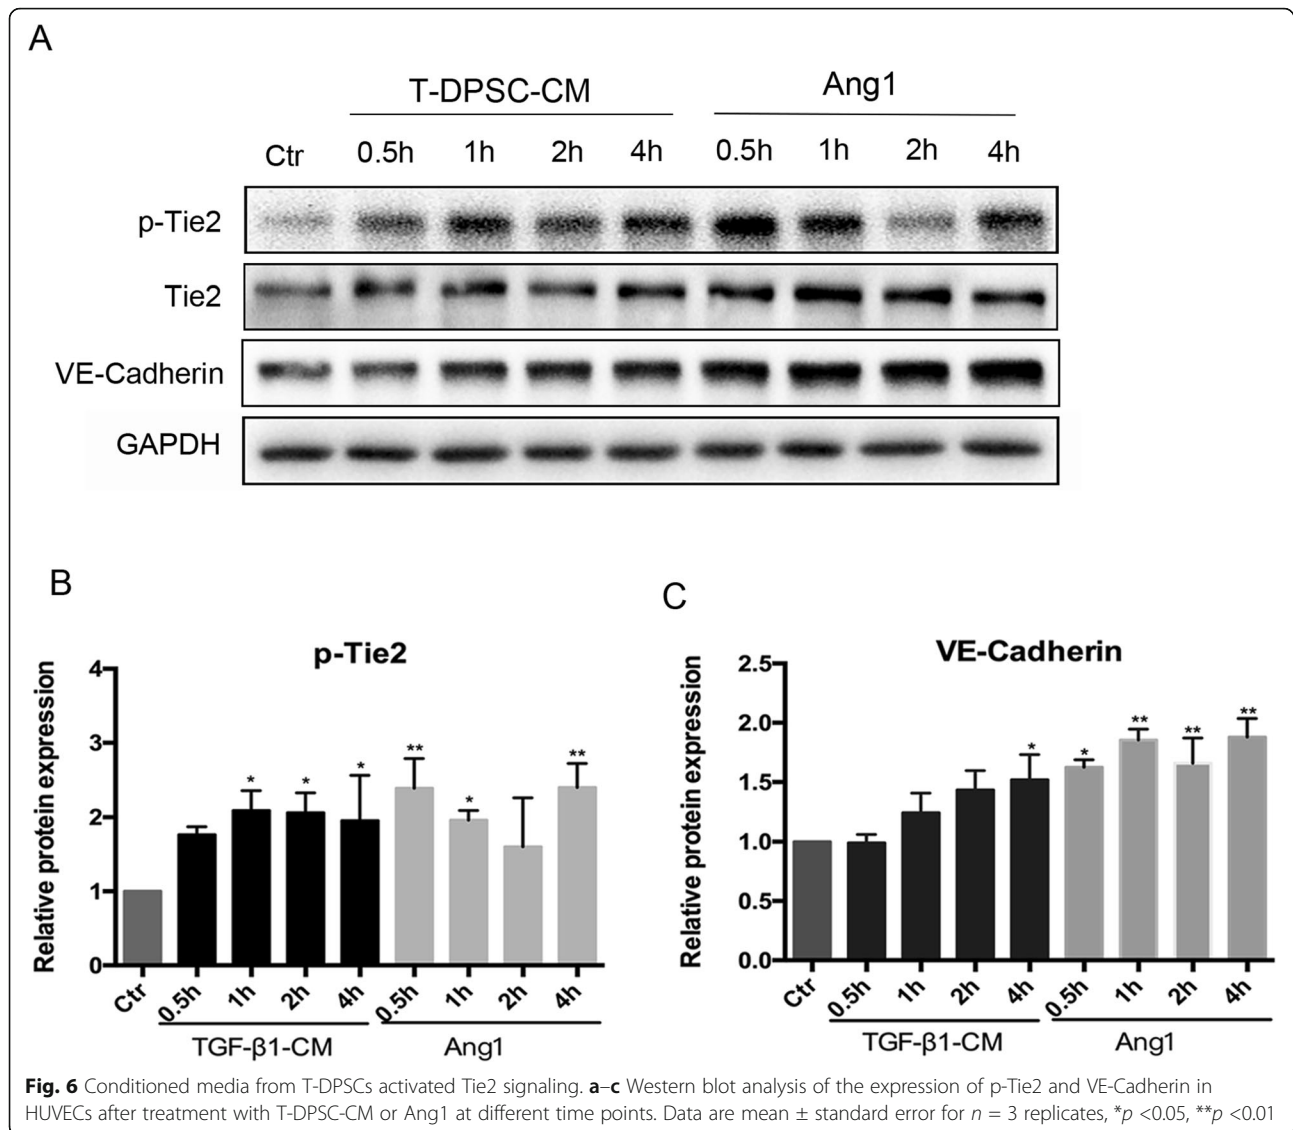 A
T-DPSC-CM Ang1
Ctr 0.5h 1h 2h 4h 0.5h 1h 2h 4h
p-Tie2
Tie2
VE-Cadherin
GAPDH
B
p-Tie2
Relative protein expression
4
3
2
1
0
* * * ** * **
Ctr 0.5h 1h 2h 4h 0.5h 1h 2h 4h
TGF-β1-CM Ang1
C
VE-Cadherin
Relative protein expression
2.5
2.0
1.5
1.0
0.5
0.0
* * ** ** **
Ctr 0.5h 1h 2h 4h 0.5h 1h 2h 4h
TGF-β1-CM Ang1
Fig. 6 Conditioned media from T-DPSCs activated Tie2 signaling. a–c Western blot analysis of the expression of p-Tie2 and VE-Cadherin in
HUVECs after treatment with T-DPSC-CM or Ang1 at different time points. Data are mean ± standard error for n = 3 replicates, *p <0.05, **p <0.01